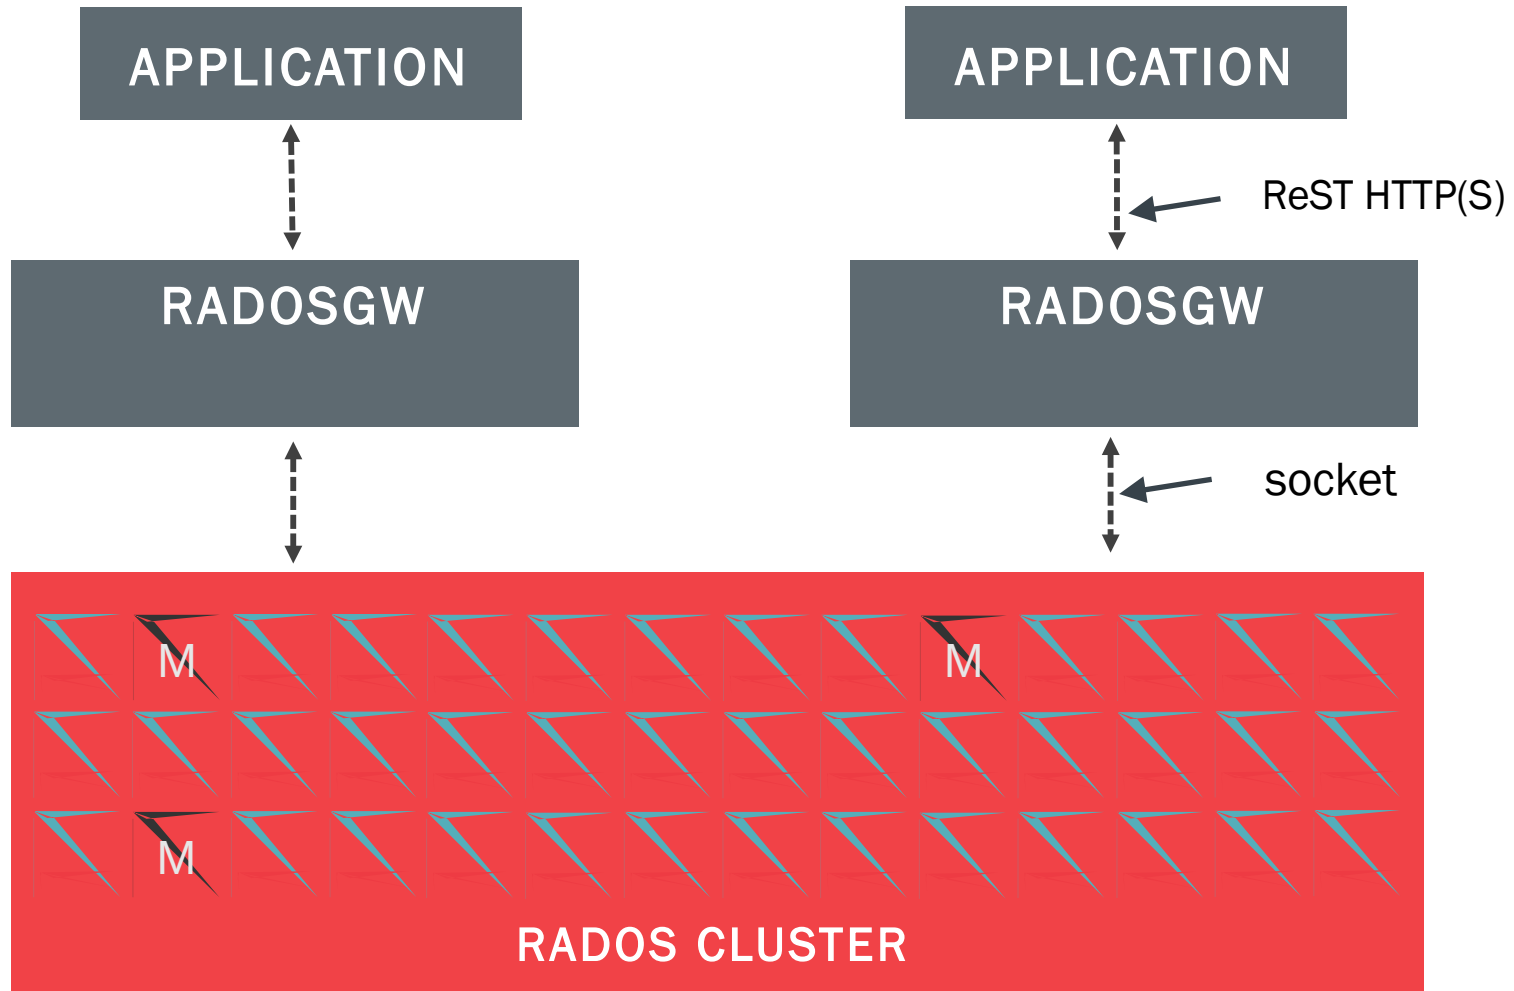 APPLICATION
APPLICATION
ReST HTTP(S)
RADOSGW
RADOSGW
socket
M
M
M
RADOS CLUSTER